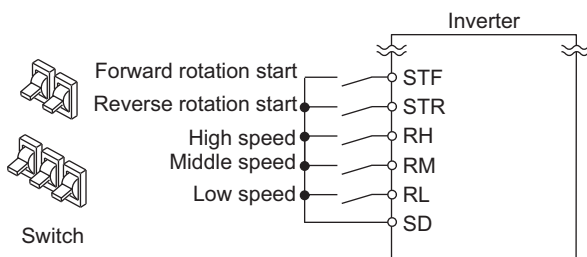 Inverter
Forward rotation start STF
Reverse rotation start STR
High speed RH
Middle speed RM
Low speed RL
SD
Switch